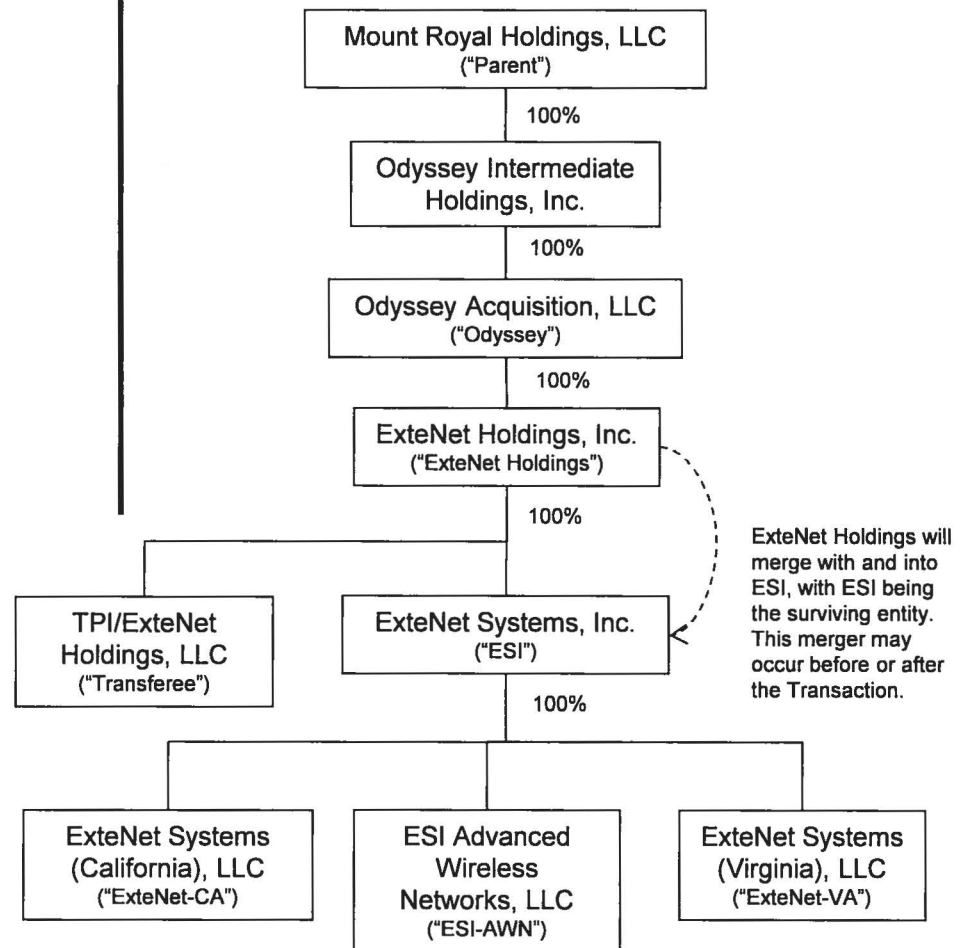 Mount Royal Holdings, LLC
("Parent")
100%
Odyssey Intermediate
Holdings, Inc.
100%
Odyssey Acquisition, LLC
("Odyssey")
100%
ExteNet Holdings, Inc.
("ExteNet Holdings")
100%
ExteNet Holdings will
merge with and into
ESI, with ESI being
the surviving entity.
This merger may
occur before or after
the Transaction.
TPI/ExteNet
Holdings, LLC
("Transferee")
ExteNet Systems, Inc.
("ESI")
100%
ExteNet Systems
(California), LLC
("ExteNet-CA")
ESI Advanced
Wireless
Networks, LLC
("ESI-AWN")
ExteNet Systems
(Virginia), LLC
("ExteNet-VA")